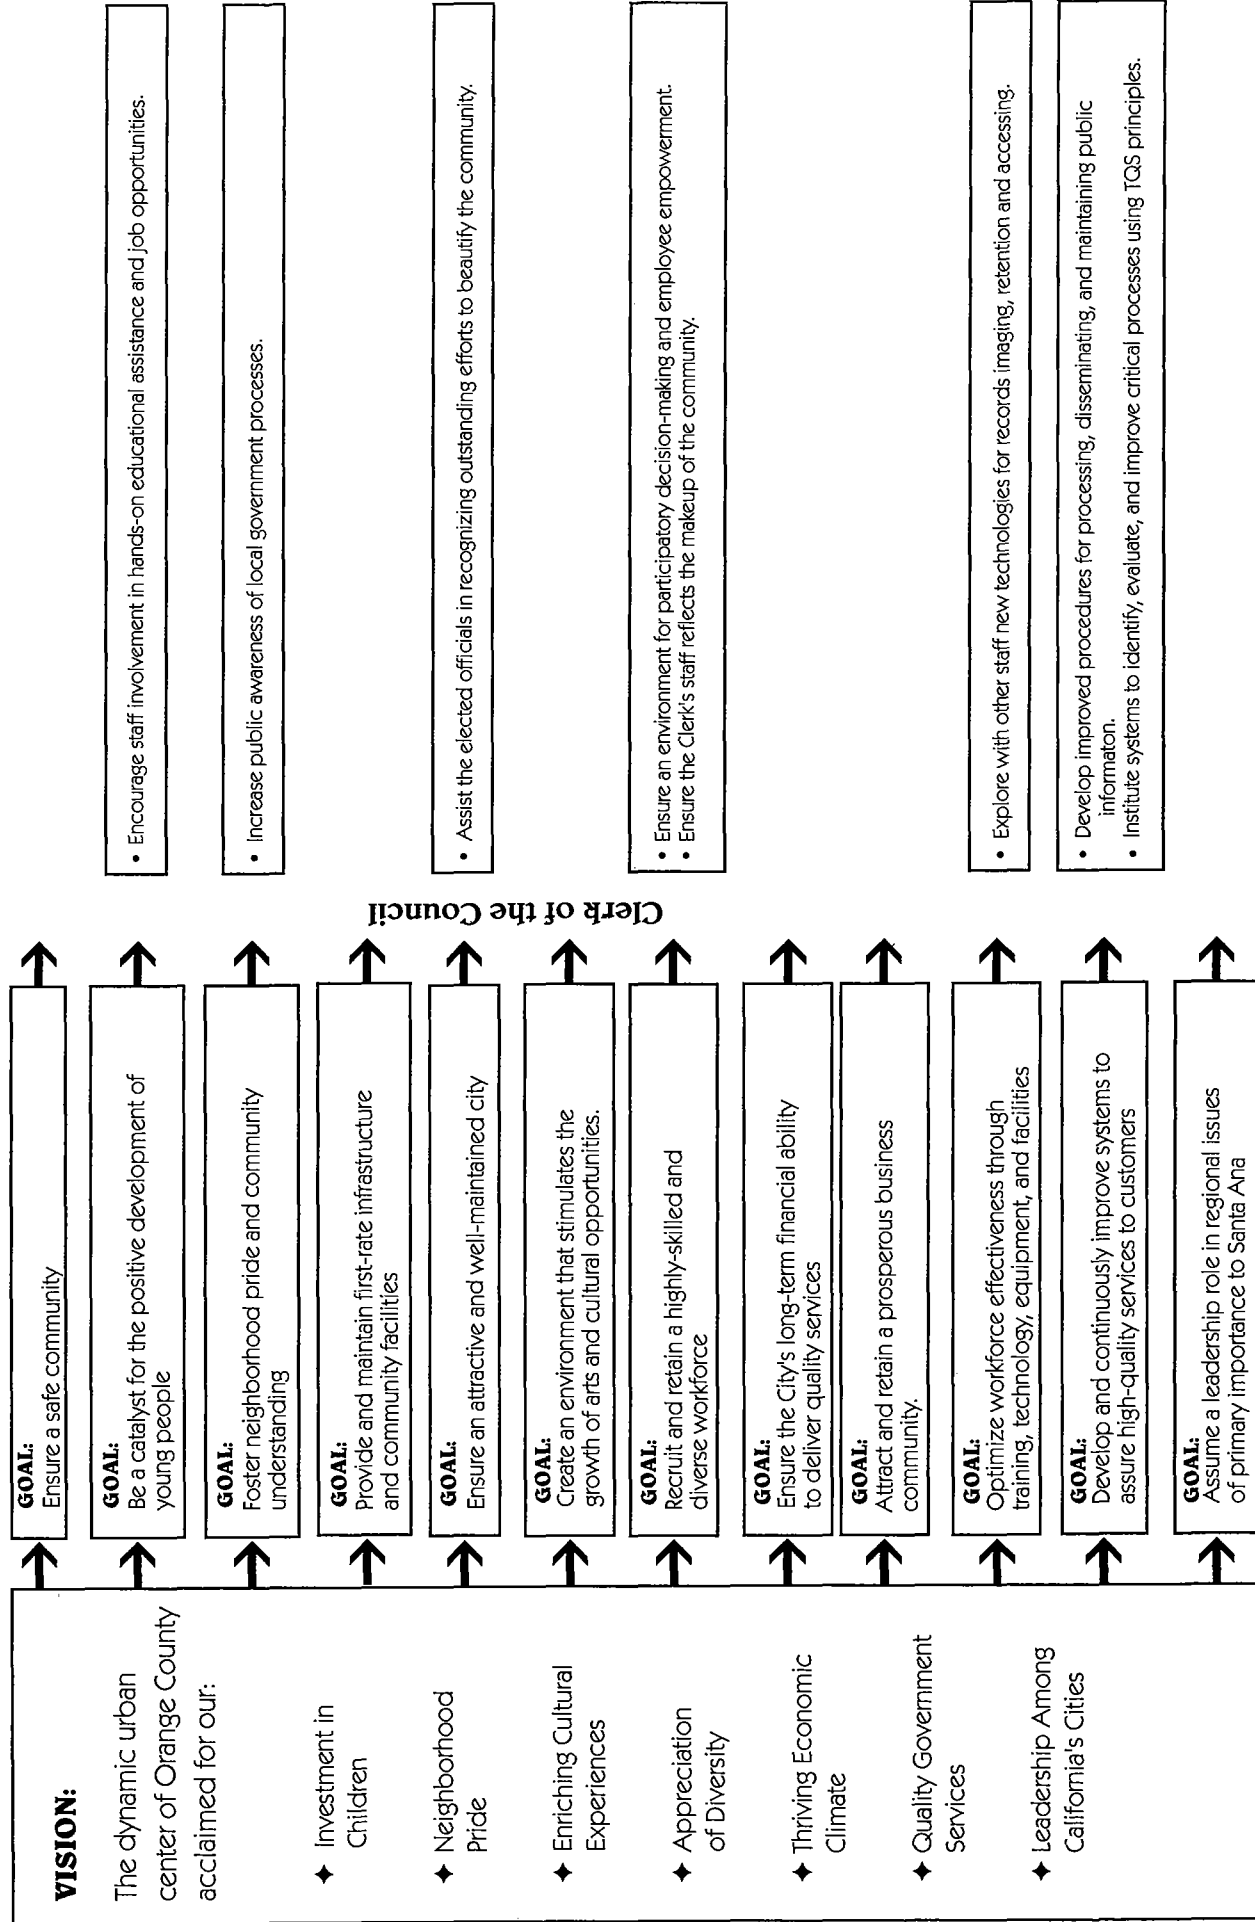 VISION:
The dynamic urban
center of Orange County
acclaimed for our:
✦ Investment in
Children
✦ Neighborhood
Pride
✦ Enriching Cultural
Experiences
✦ Appreciation
of Diversity
✦ Thriving Economic
Climate
✦ Quality Government
Services
✦ Leadership Among
California's Cities
GOAL:
Ensure a safe community
GOAL:
Be a catalyst for the positive development of
young people
GOAL:
Foster neighborhood pride and community
understanding
GOAL:
Provide and maintain first-rate infrastructure
and community facilities
GOAL:
Ensure an attractive and well-maintained city
GOAL:
Create an environment that stimulates the
growth of arts and cultural opportunities.
GOAL:
Recruit and retain a highly-skilled and
diverse workforce
GOAL:
Ensure the City's long-term financial ability
to deliver quality services
GOAL:
Attract and retain a prosperous business
community.
GOAL:
Optimize workforce effectiveness through
training, technology, equipment, and facilities
GOAL:
Develop and continuously improve systems to
assure high-quality services to customers
GOAL:
Assume a leadership role in regional issues
of primary importance to Santa Ana
Clerk of the Council
• Encourage staff involvement in hands-on educational assistance and job opportunities.
• Increase public awareness of local government processes.
• Assist the elected officials in recognizing outstanding efforts to beautify the community.
• Ensure an environment for participatory decision-making and employee empowerment.
• Ensure the Clerk's staff reflects the makeup of the community.
• Explore with other staff new technologies for records imaging, retention and accessing.
• Develop improved procedures for processing, disseminating, and maintaining public
informaton.
• Institute systems to identify, evaluate, and improve critical processes using TQS principles.